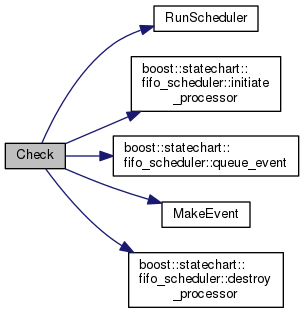 RunScheduler
boost::statechart::
fifo_scheduler::initiate
_processor
Check
boost::statechart::
fifo_scheduler::queue_event
MakeEvent
boost::statechart::
fifo_scheduler::destroy
_processor